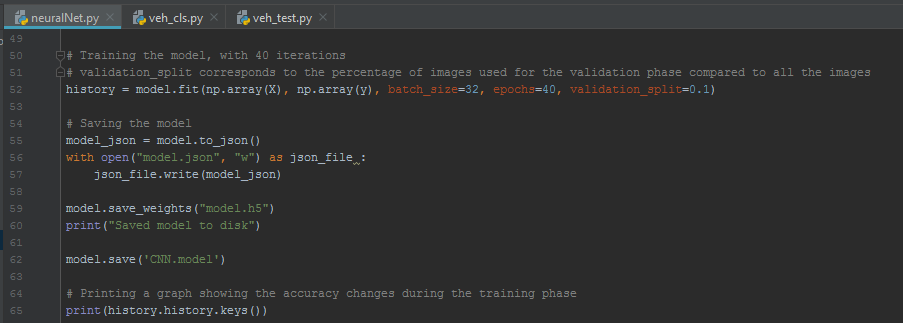 neuralNet.py veh_cls.py veh_test.py
49
50 # Training the model, with 40 iterations
51 # validation_split corresponds to the percentage of images used for the validation phase compared to all the images
52 history = model.fit(np.array(X), np.array(y), batch_size=32, epochs=40, validation_split=0.1)
53
54 # Saving the model
55 model_json = model.to_json()
56 with open("model.json", "w") as json_file :
57 json_file.write(model_json)
58
59 model.save_weights("model.h5")
60 print("Saved model to disk")
61
62 model.save('CNN.model')
63
64 # Printing a graph showing the accuracy changes during the training phase
65 print(history.history.keys())